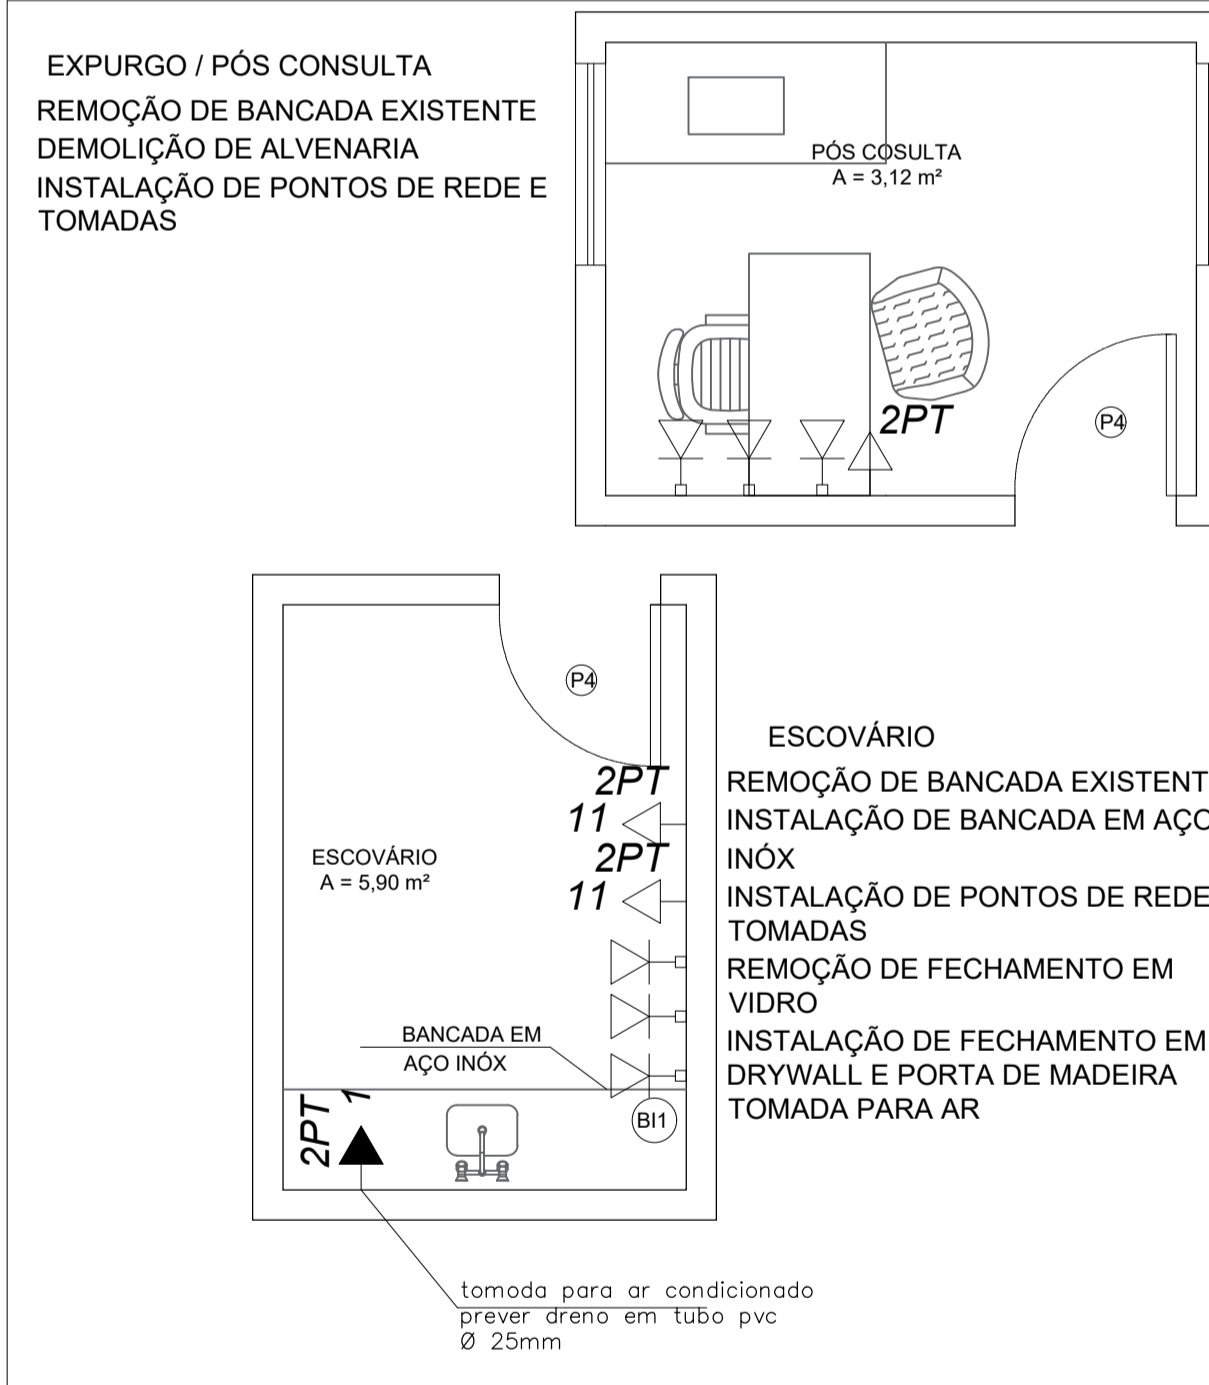 EXPURGO / PÓS CONSULTA
REMOÇÃO DE BANCADA EXISTENTE
DEMOLIÇÃO DE ALVENARIA
INSTALAÇÃO DE PONTOS DE REDE E
TOMADAS
PÓS COSULTA
A = 3,12 m²
2PT
P4
P4
ESCOVÁRIO
REMOÇÃO DE BANCADA EXISTENT
INSTALAÇÃO DE BANCADA EM AÇO
INÓX
INSTALAÇÃO DE PONTOS DE REDE
TOMADAS
REMOÇÃO DE FECHAMENTO EM
VIDRO
INSTALAÇÃO DE FECHAMENTO EM
DRYWALL E PORTA DE MADEIRA
TOMADA PARA AR
2PT
11
2PT
11
ESCOVÁRIO
A = 5,90 m²
BANCADA EM
AÇO INÓX
2PT
1
BI1
tomoda para ar condicionado
prever dreno em tubo pvc
Ø 25mm